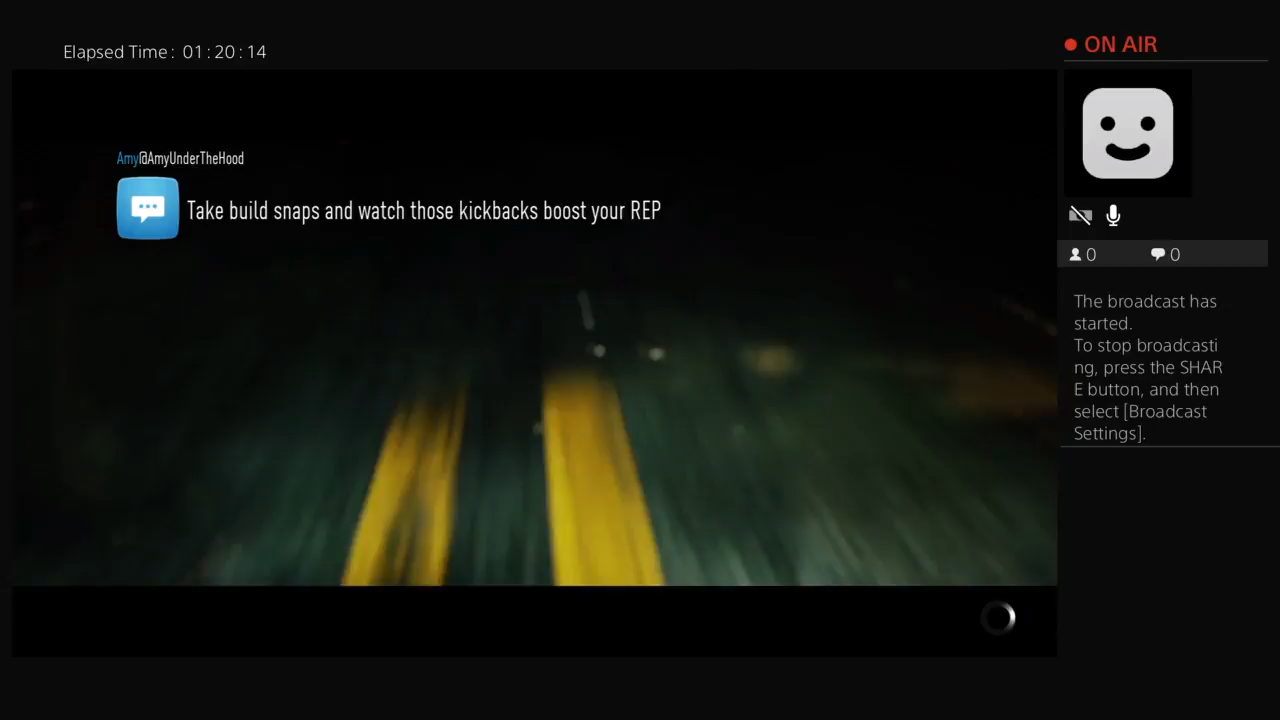 Elapsed Time: 01:20:14
ON AIR
Amy@AmyUnderTheHood
Take build snaps and watch those kickbacks boost your REP
0 0
The broadcast has
started.
To stop broadcasti
ng, press the SHAR
E button, and then
select [Broadcast
Settings].